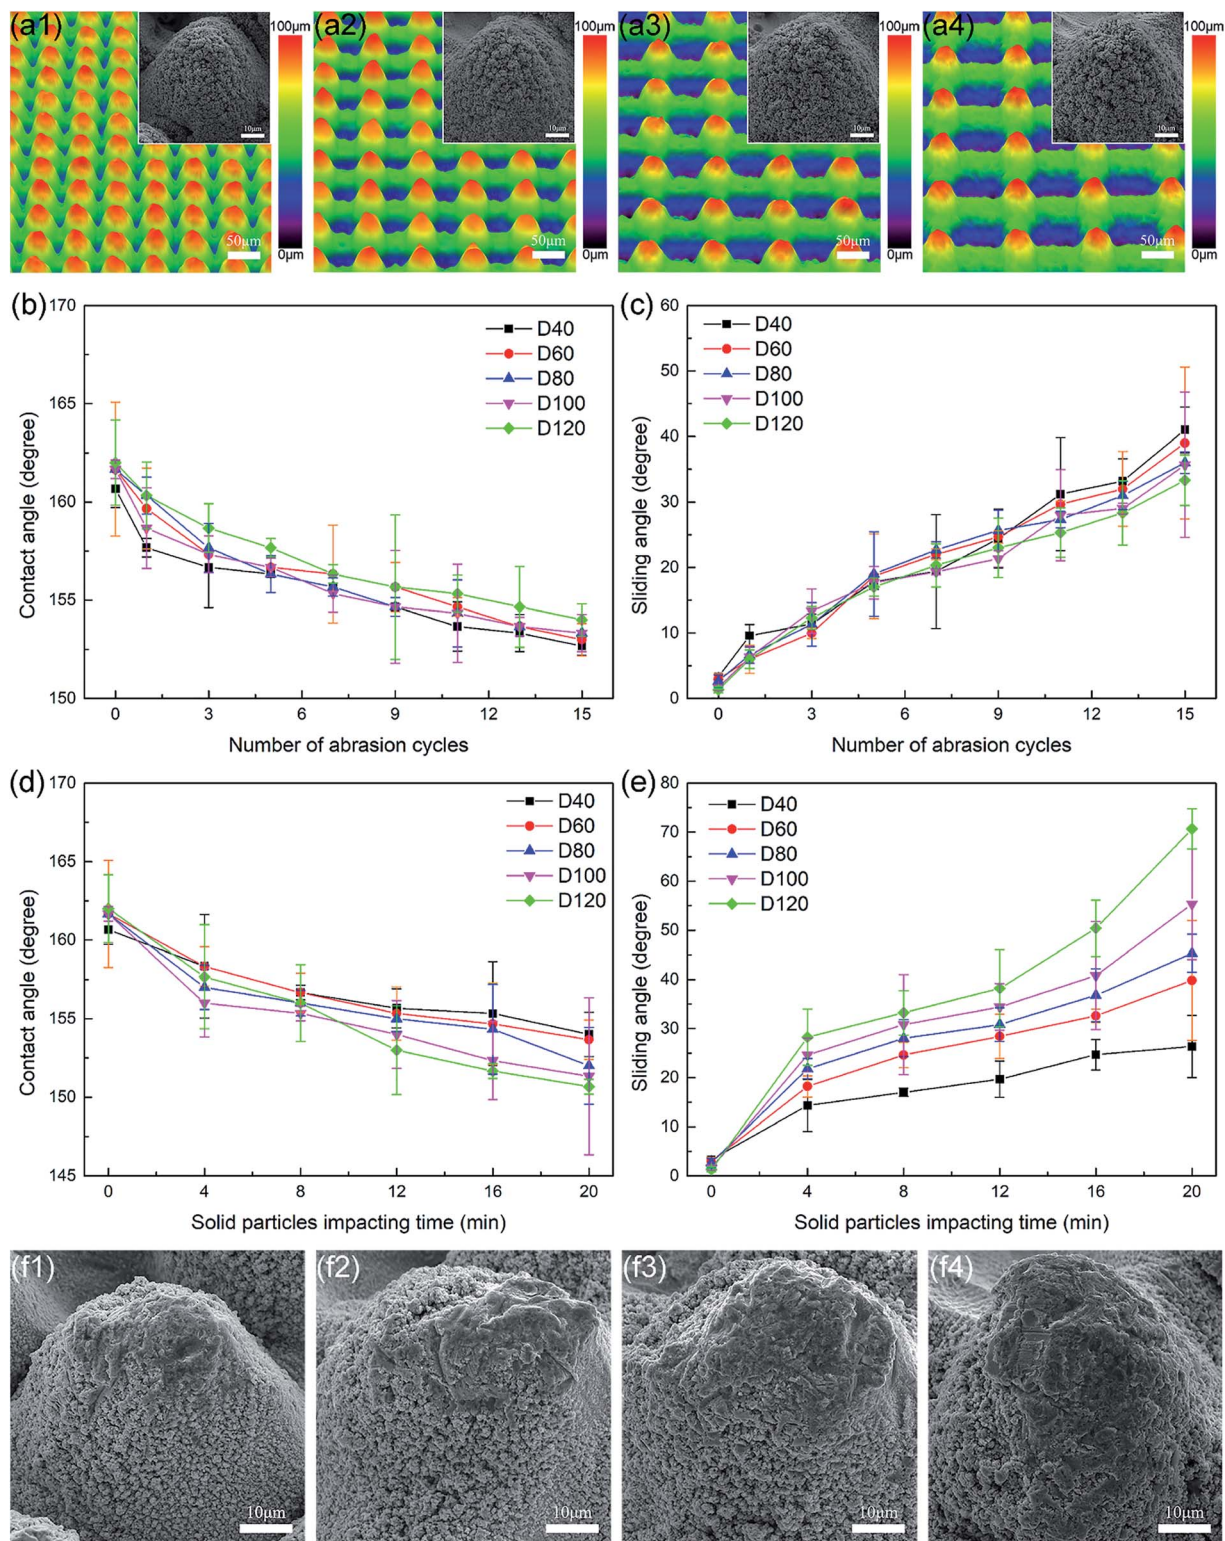 (a1)
10μm
50μm
100μm
0μm
(a2)
10μm
50μm
100μm
0μm
(a3)
10μm
50μm
100μm
0μm
(a4)
10μm
50μm
100μm
0μm
(b)
170
165
160
155
150
Contact angle (degree)
D40
D60
D80
D100
D120
0 3 6 9 12 15
Number of abrasion cycles
(c)
60
50
40
30
20
10
0
Sliding angle (degree)
D40
D60
D80
D100
D120
0 3 6 9 12 15
Number of abrasion cycles
(d)
170
165
160
155
150
145
Contact angle (degree)
D40
D60
D80
D100
D120
0 4 8 12 16 20
Solid particles impacting time (min)
(e)
80
70
60
50
40
30
20
10
0
Sliding angle (degree)
D40
D60
D80
D100
D120
0 4 8 12 16 20
Solid particles impacting time (min)
(f1)
10μm
(f2)
10μm
(f3)
10μm
(f4)
10μm